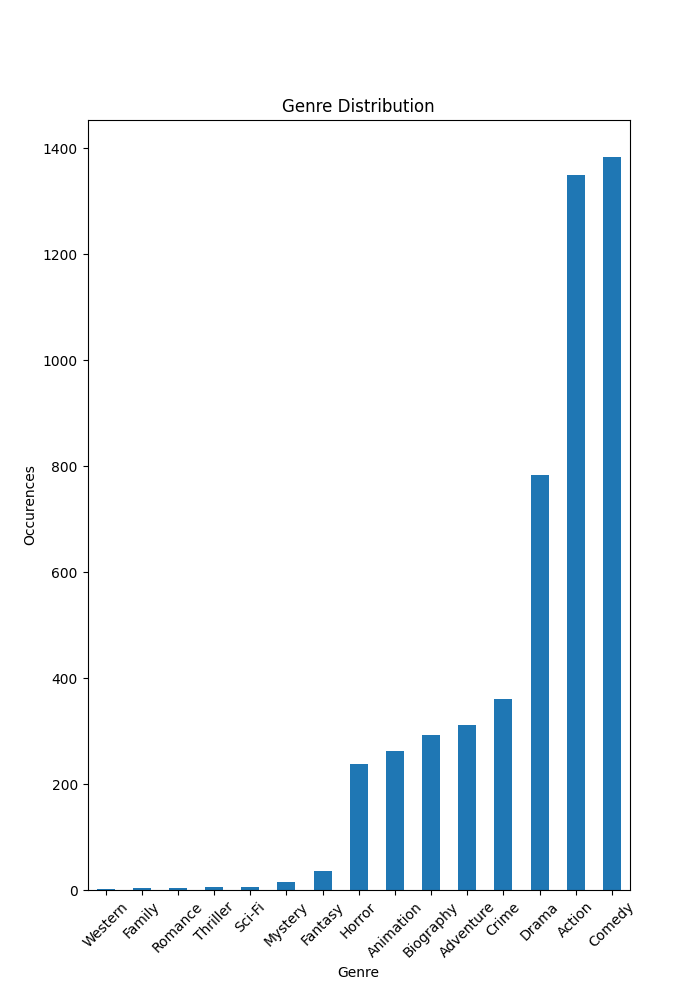 Genre Distribution
1400
1200
1000
800
600
400
200
0
Occurences
Western
Family
Romance
Thriller
Sci-Fi
Mystery
Fantasy
Horror
Animation
Biography
Adventure
Crime
Drama
Action
Comedy
Genre